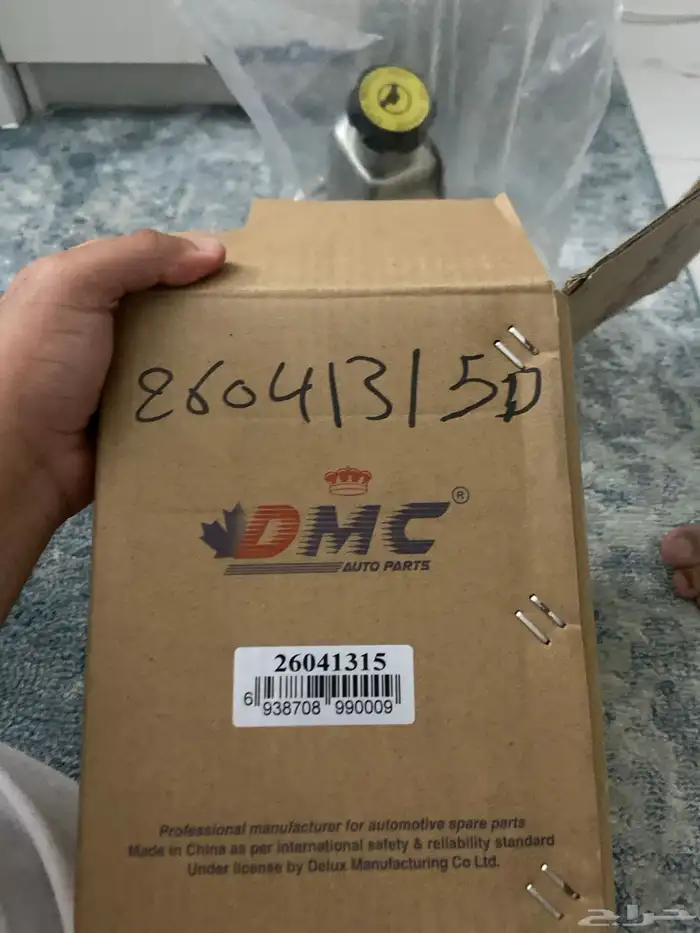 26041315D
DMC®
AUTO PARTS
26041315
6 938708 990009
Professional manufacturer for automotive spare parts
Made in China as per international safety & reliability standard
Under license by Delux Manufacturing Co Ltd.
حراج